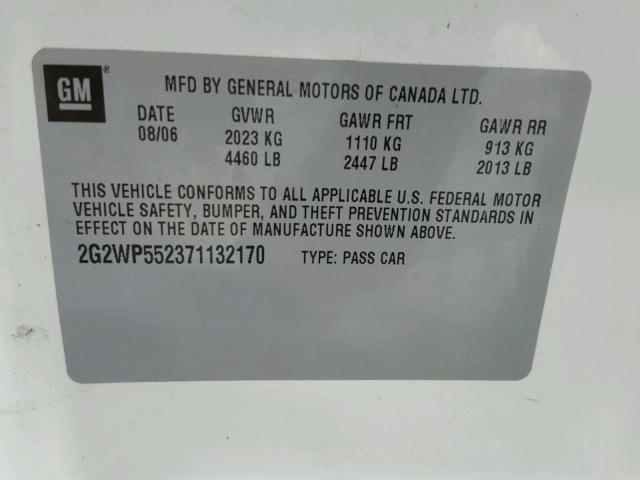 GM
MFD BY GENERAL MOTORS OF CANADA LTD.
DATE GVWR GAWR FRT GAWR RR
08/06 2023 KG 1110 KG 913 KG
4460 LB 2447 LB 2013 LB
THIS VEHICLE CONFORMS TO ALL APPLICABLE U.S. FEDERAL MOTOR
VEHICLE SAFETY, BUMPER, AND THEFT PREVENTION STANDARDS IN
EFFECT ON THE DATE OF MANUFACTURE SHOWN ABOVE.
2G2WP552371132170 TYPE: PASS CAR